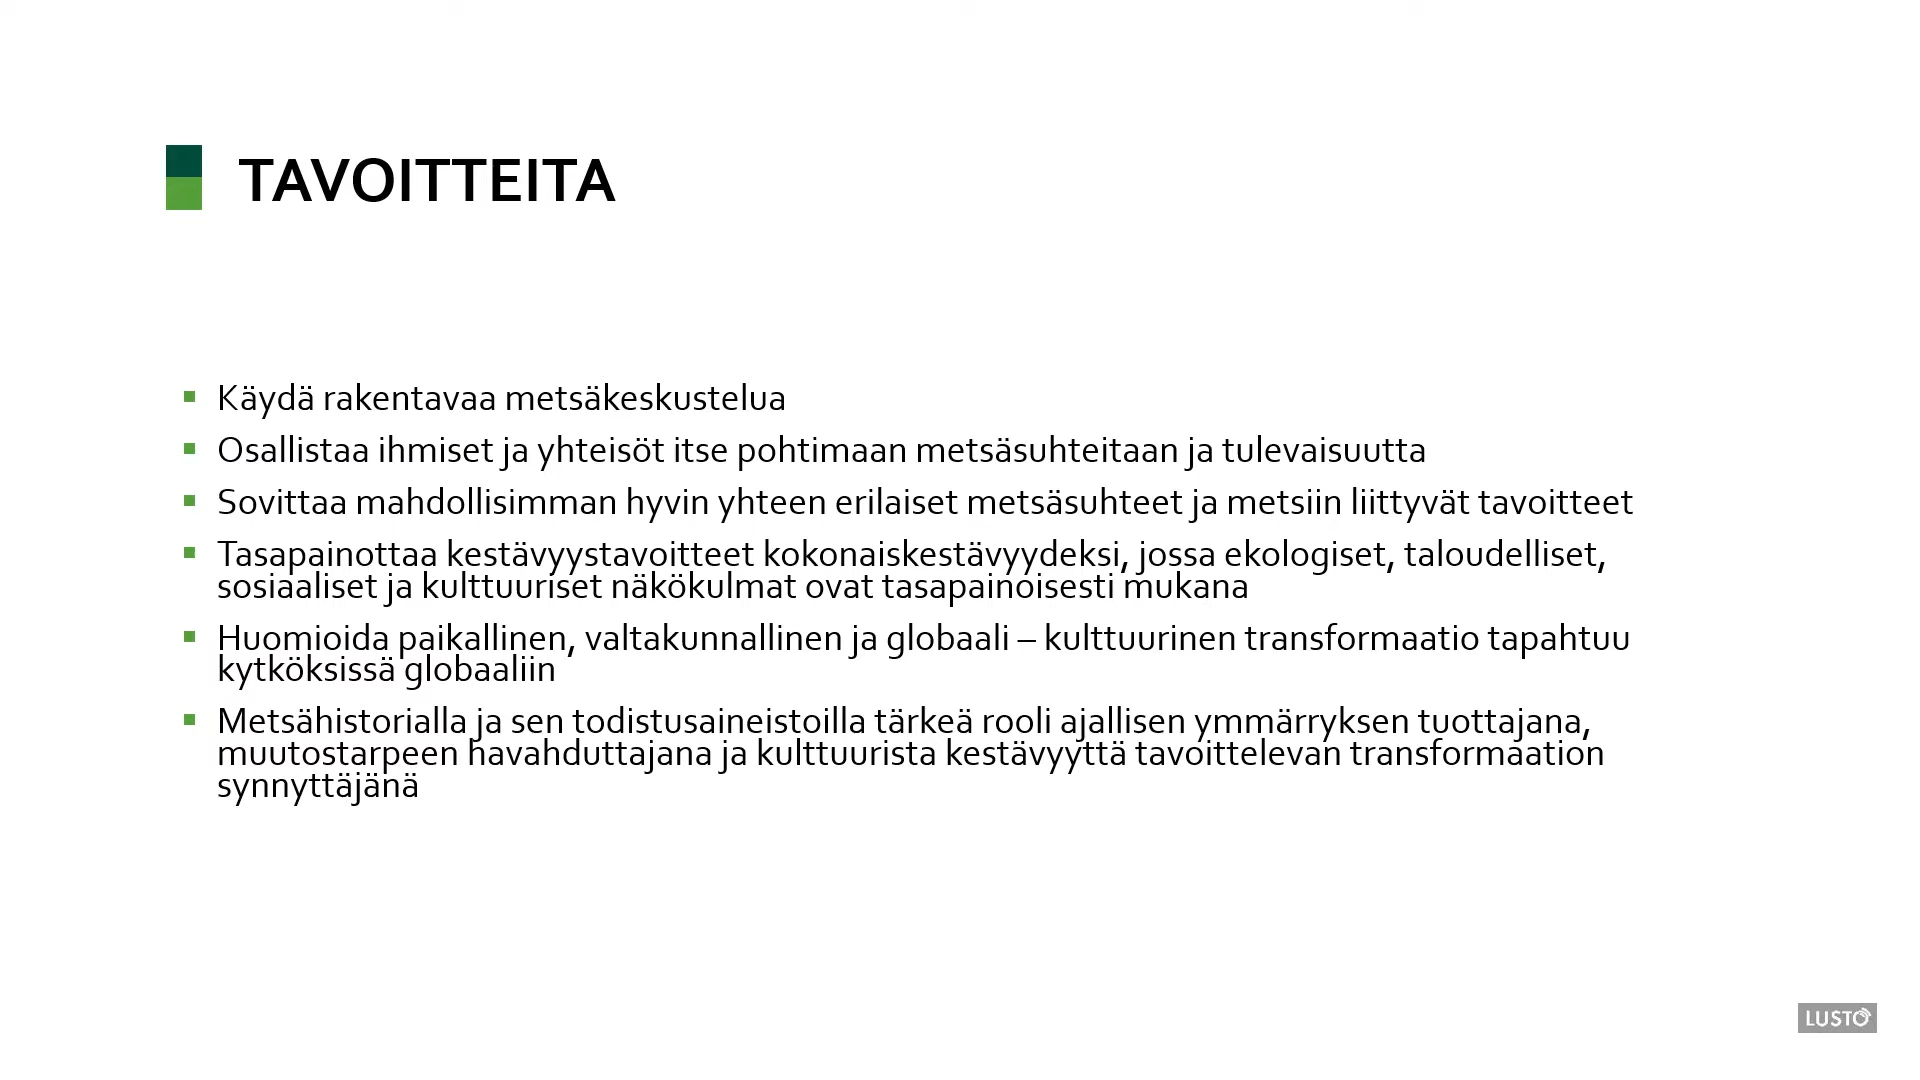 TAVOITTEITA
Käydä rakentavaa metsäkeskustelua
Osallistaa ihmiset ja yhteisöt itse pohtimaan metsäsuhteitaan ja tulevaisuutta
Sovittaa mahdollisimman hyvin yhteen erilaiset metsäsuhteet ja metsiin liittyvät tavoitteet
Tasapainottaa kestävyystavoitteet kokonaiskestävyydeksi, jossa ekologiset, taloudelliset,
sosiaaliset ja kulttuuriset näkökulmat ovat tasapainoisesti mukana
Huomioida paikallinen, valtakunnallinen ja globaali – kulttuurinen transformaatio tapahtuu
kytköksissä globaaliin
Metsähistorialla ja sen todistusaineistoilla tärkeä rooli ajallisen ymmärryksen tuottajana,
muutostarpeen havahduttajana ja kulttuurista kestävyyttä tavoittelevan transformaation
synnyttäjänä
LUSTO